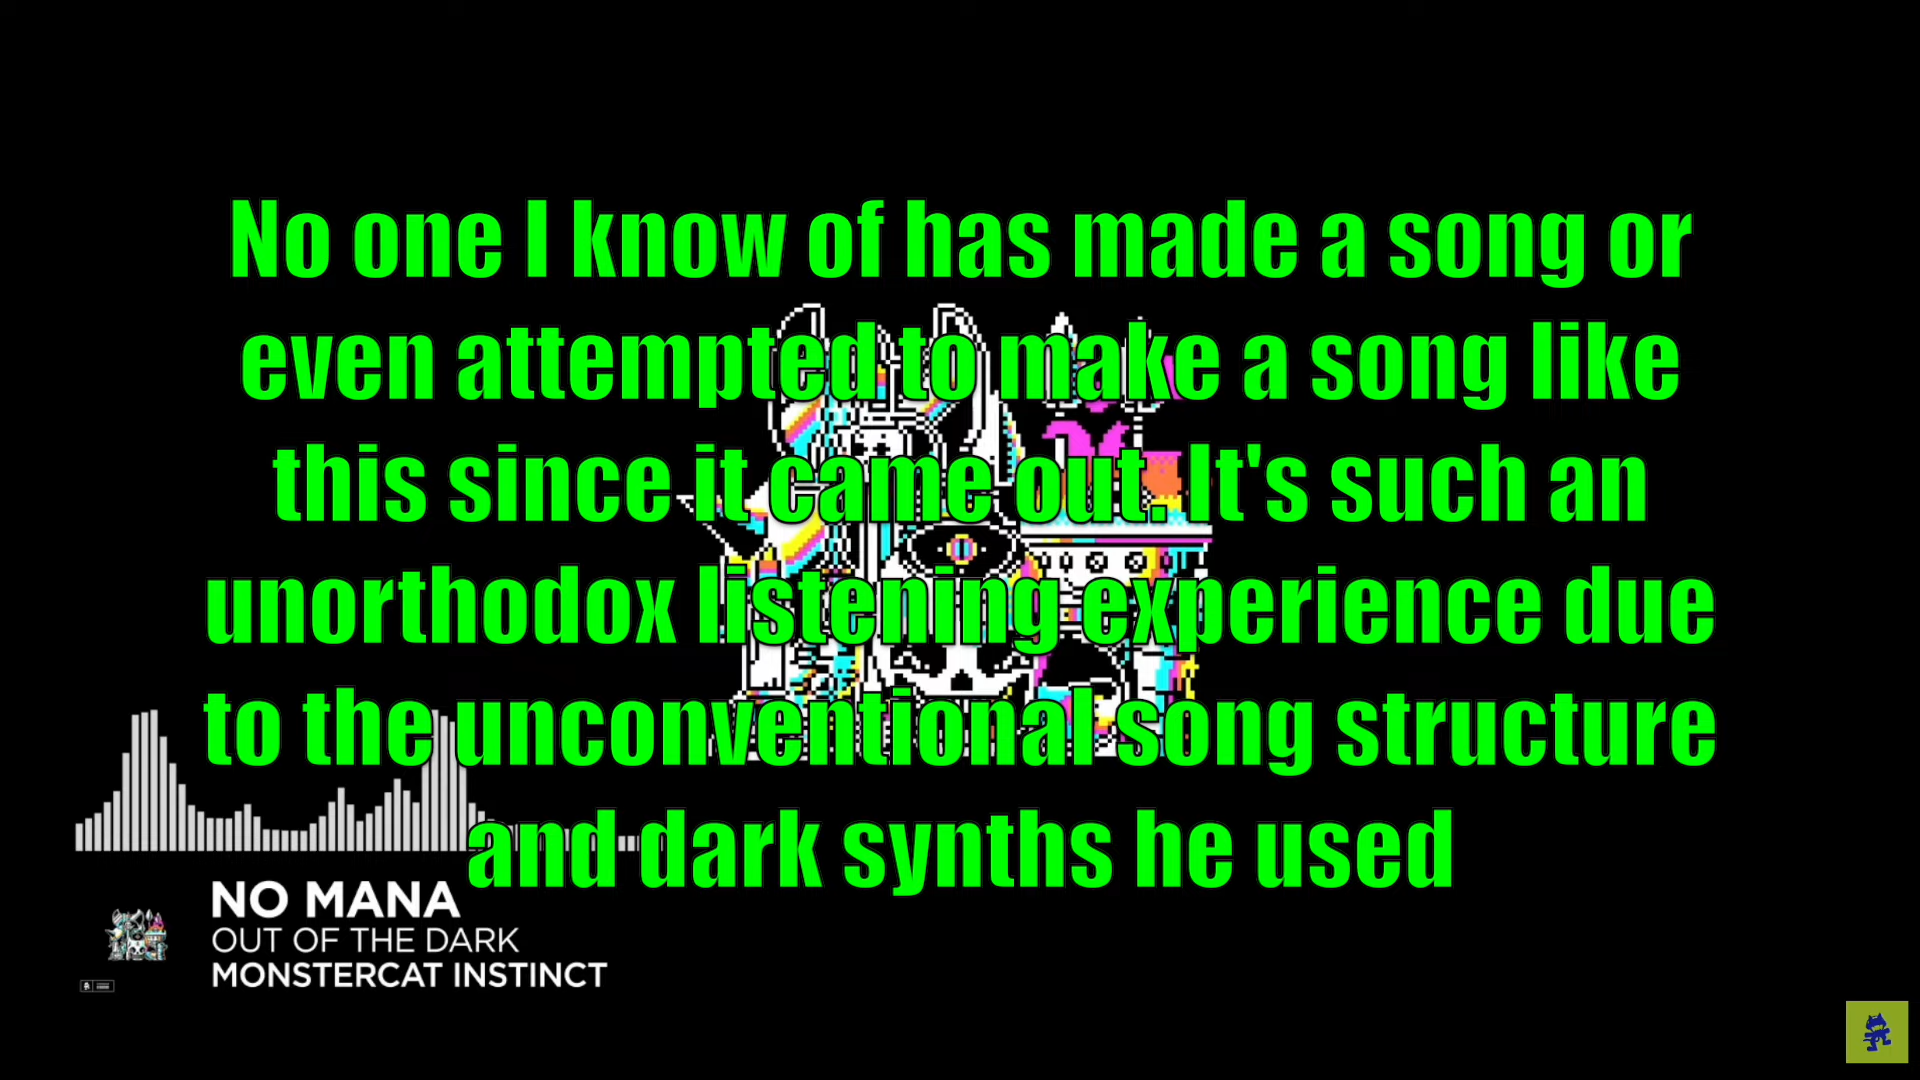 No one I know of has made a song or
even attempted to make a song like
this since it came out. It's such an
unorthodox listening experience due
to the unconventional song structure
and dark synths he used
NO MANA
OUT OF THE DARK
MONSTERCAT INSTINCT